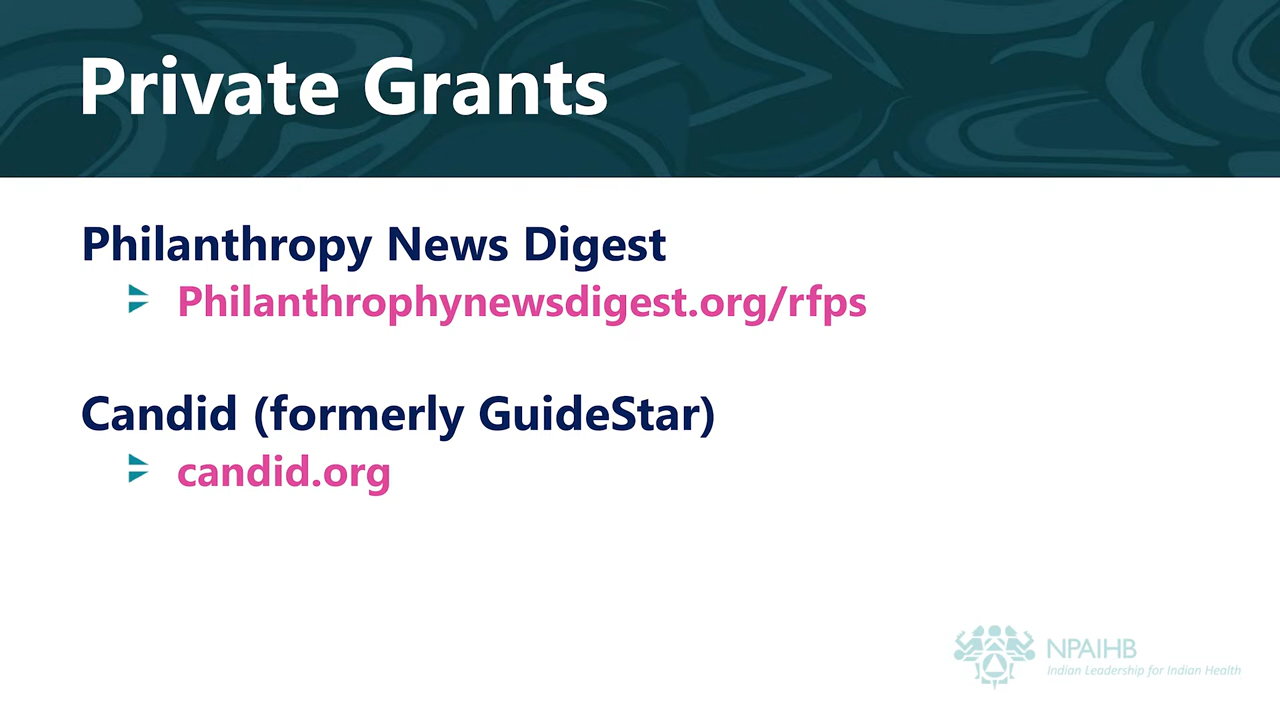 Private Grants
Philanthropy News Digest
Philanthrophynewsdigest.org/rfps
Candid (formerly GuideStar)
candid.org
NPAIHB
Indian Leadership for Indian Health